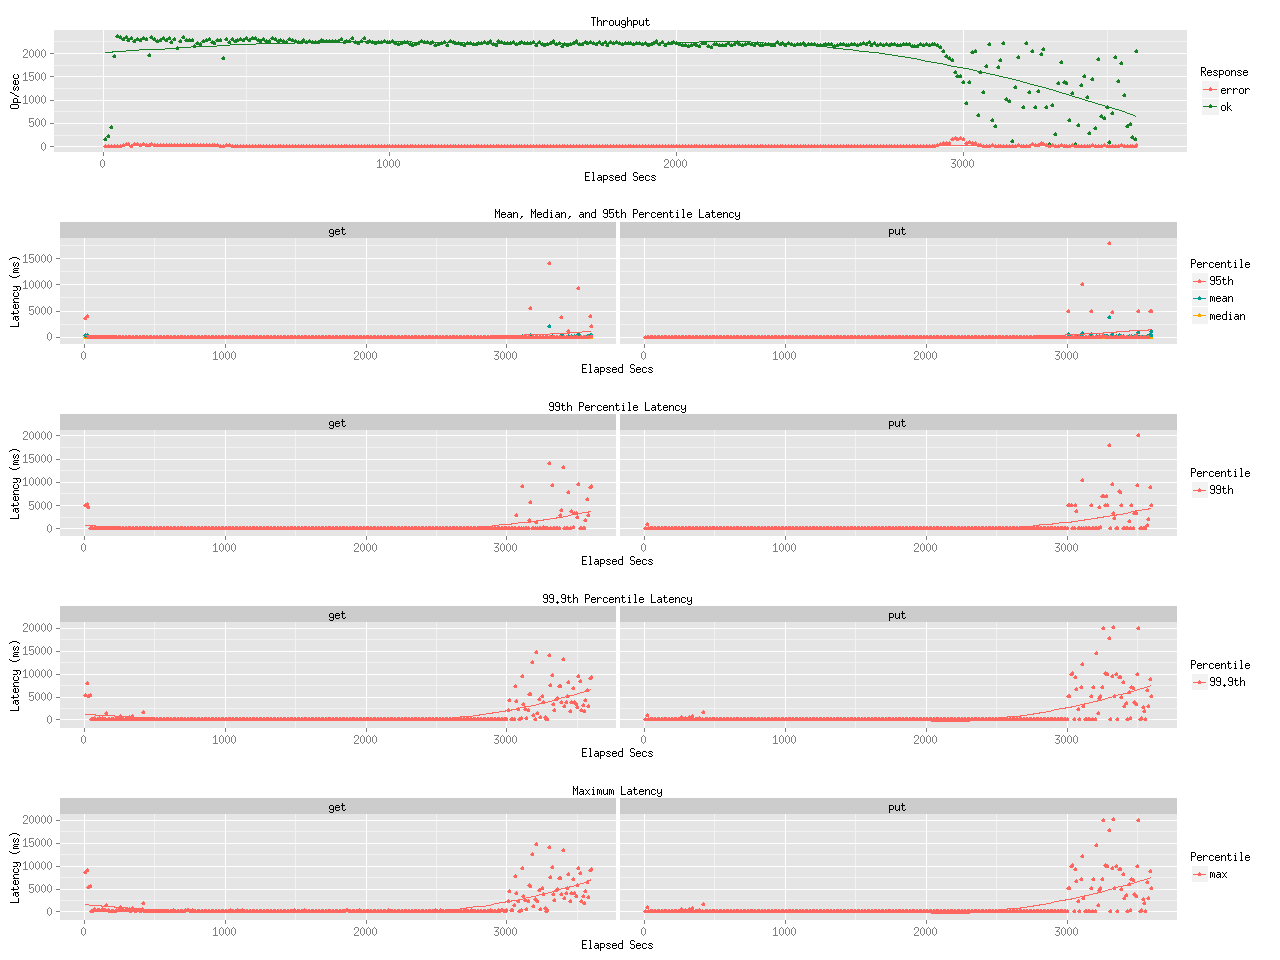 Throughput
Op/sec
2000
1500
1000
500
0
0 1000 2000 3000
Elapsed Secs
Response
error
ok
Mean, Median, and 95th Percentile Latency
get put
Latency (ms)
15000
10000
5000
0
0 1000 2000 3000 0 1000 2000 3000
Elapsed Secs
Percentile
95th
mean
median
99th Percentile Latency
get put
Latency (ms)
20000
15000
10000
5000
0
0 1000 2000 3000 0 1000 2000 3000
Elapsed Secs
Percentile
99th
99.9th Percentile Latency
get put
Latency (ms)
20000
15000
10000
5000
0
0 1000 2000 3000 0 1000 2000 3000
Elapsed Secs
Percentile
99.9th
Maximum Latency
get put
Latency (ms)
20000
15000
10000
5000
0
0 1000 2000 3000 0 1000 2000 3000
Elapsed Secs
Percentile
max